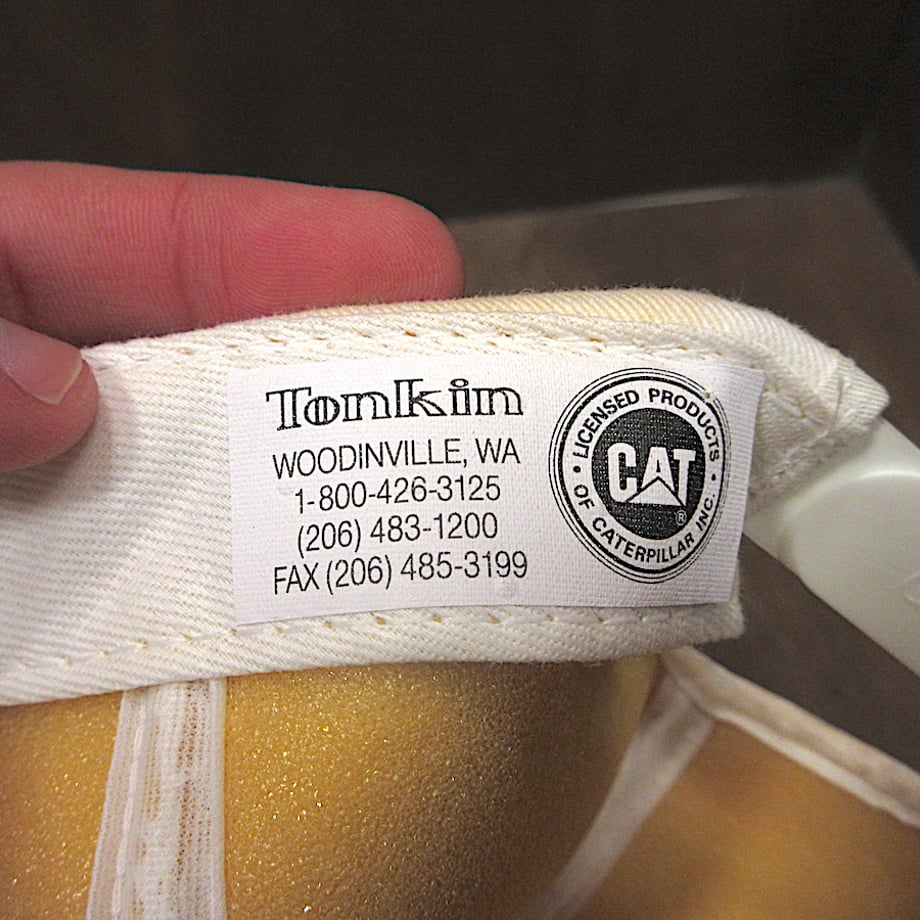 Tonkin
WOODINVILLE, WA
1-800-426-3125
(206) 483-1200
FAX (206) 485-3199
• LICENSED PRODUCTS •
OF CATERPILLAR INC.
CAT®